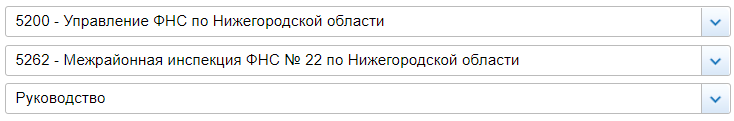 5200 - Управление ФНС по Нижегородской области
5262 - Межрайонная инспекция ФНС № 22 по Нижегородской области
Руководство